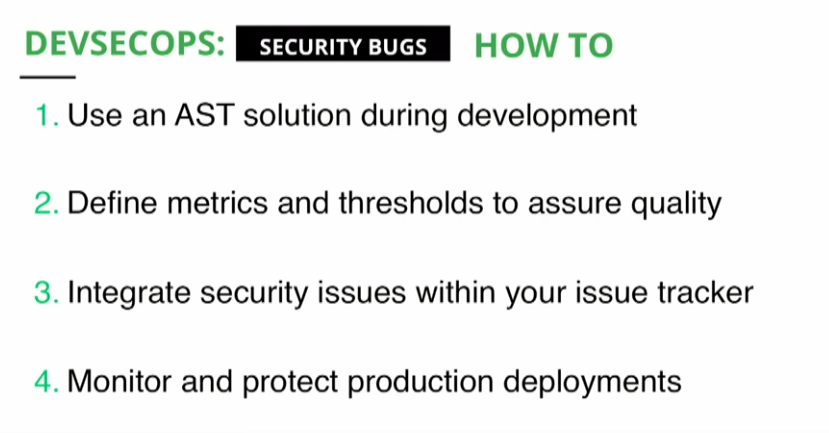 DEVSECOPS: SECURITY BUGS HOW TO
1. Use an AST solution during development
2. Define metrics and thresholds to assure quality
3. Integrate security issues within your issue tracker
4. Monitor and protect production deployments